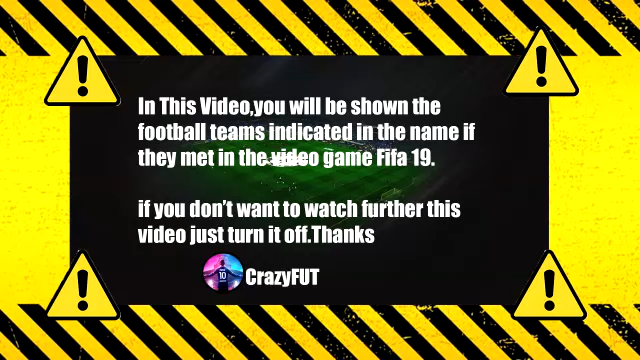 In This Video,you will be shown the
football teams indicated in the name if
they met in the video game Fifa 19.
if you don't want to watch further this
video just turn it off.Thanks
10
CrazyFUT